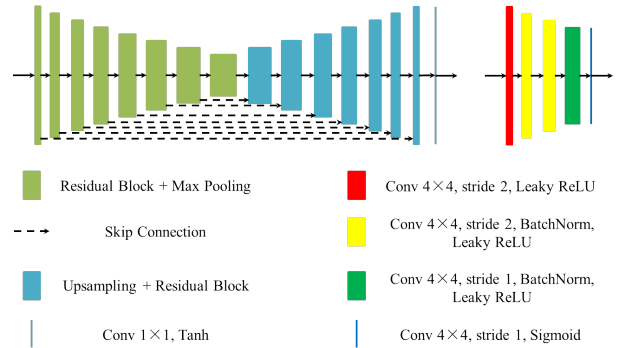 Residual Block + Max Pooling
Conv 4×4, stride 2, Leaky ReLU
Skip Connection
Conv 4×4, stride 2, BatchNorm,
Leaky ReLU
Upsampling + Residual Block
Conv 4×4, stride 1, BatchNorm,
Leaky ReLU
Conv 1×1, Tanh
Conv 4×4, stride 1, Sigmoid